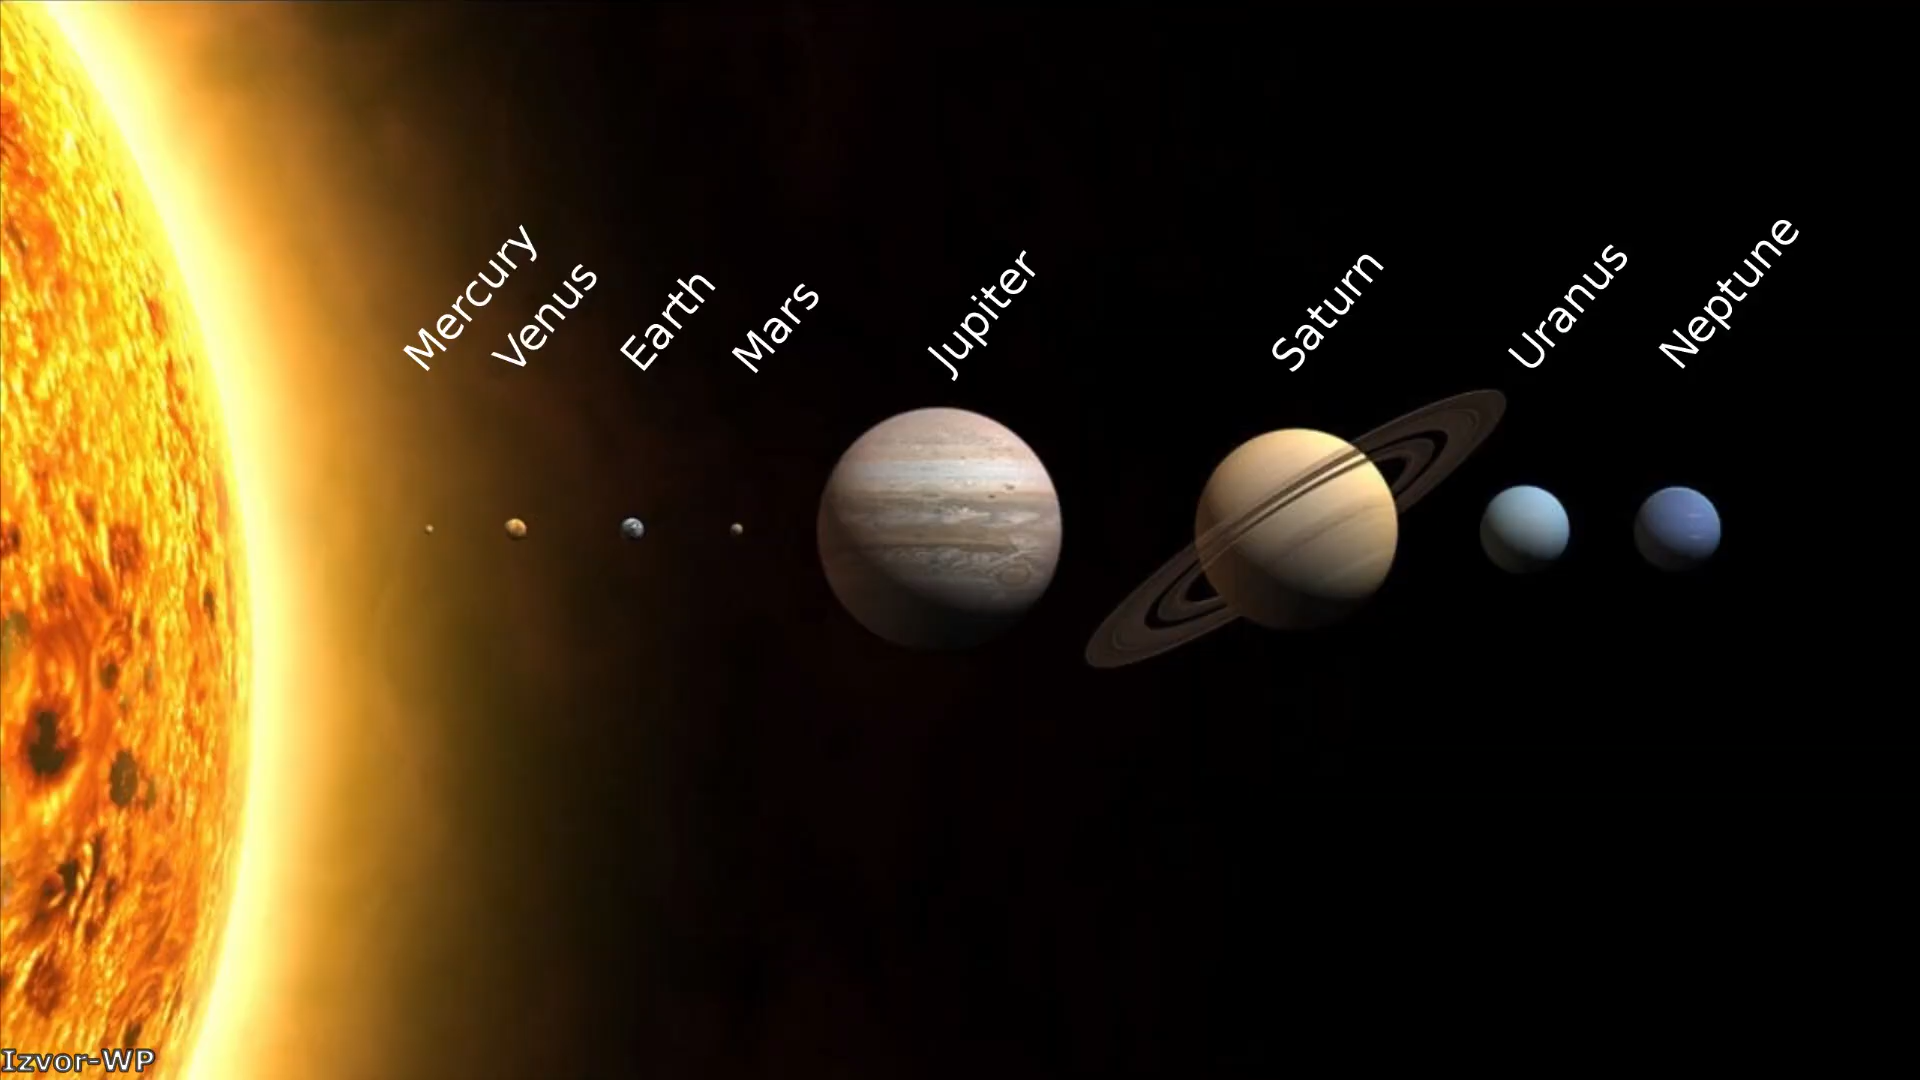 Mercury
Venus
Earth
Mars
Jupiter
Saturn
Uranus
Neptune
Izvor-WP